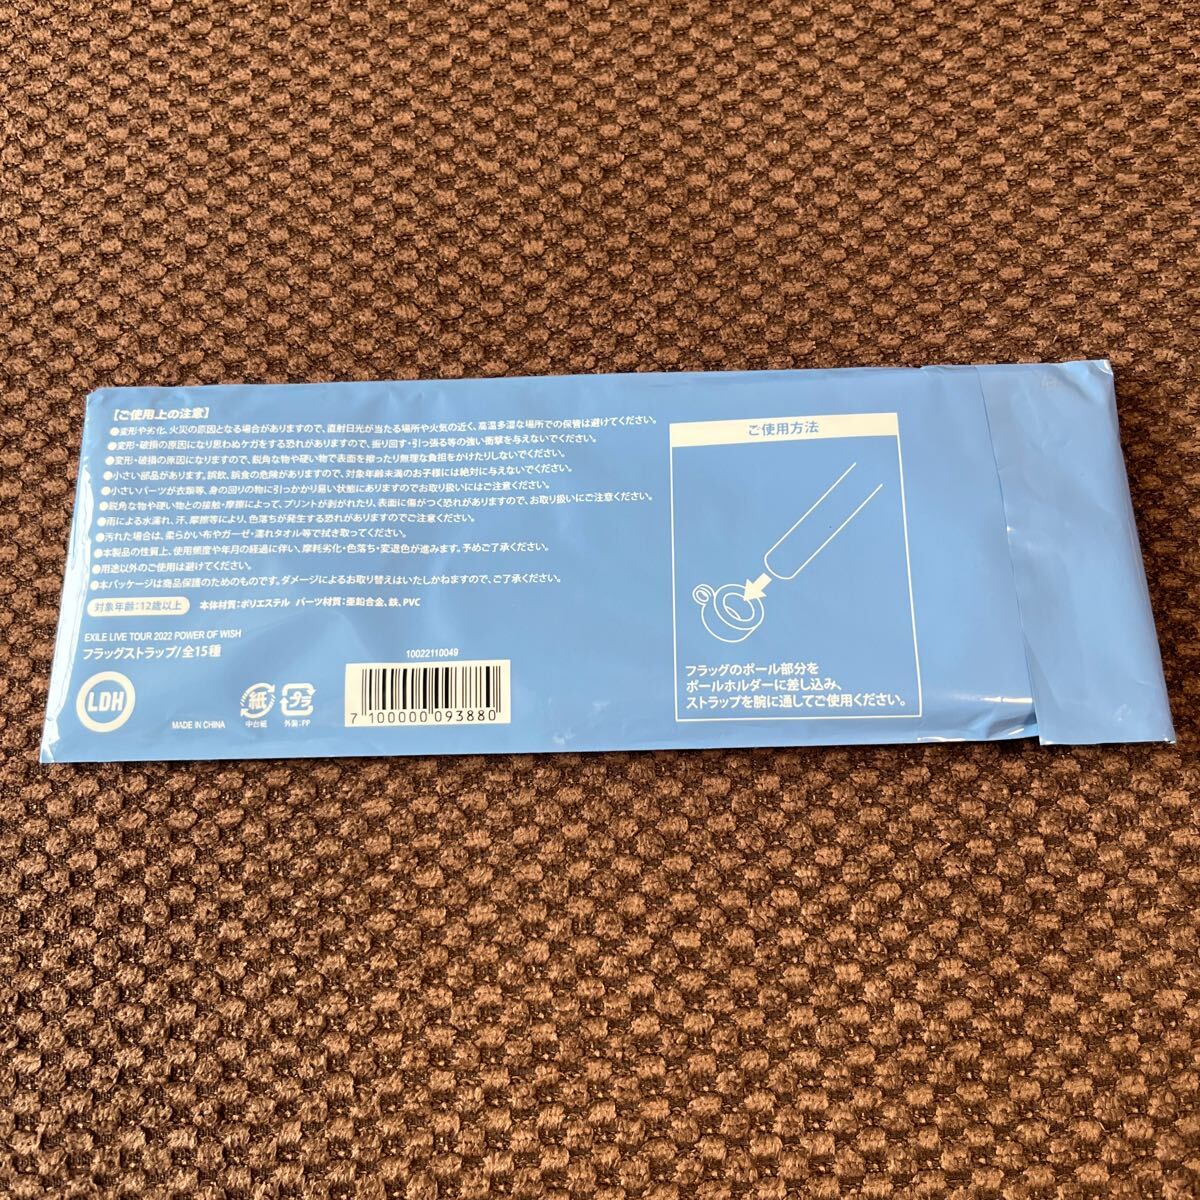 【ご使用上の注意】
●変形や劣化、火災の原因となる場合がありますので、直射日光が当たる場所や火気の近く、高温多湿な場所での保管は避けてください。
●変形・破損の原因になり思わぬケガをする恐れがありますので、振り回す・引っ張る等の強い衝撃を与えないでください。
●変形・破損の原因になりますので、鋭角な物や硬い物で表面を擦ったり無理な負担をかけたりしないでください。
●小さい部品があります。誤飲、誤食の危険がありますので、対象年齢未満のお子様には絶対に与えないでください。
●小さいパーツが衣類等、身の回りの物に引っかかり易い状態にありますのでお取り扱いにはご注意ください。
●鋭角な物や硬い物との接触・摩擦によって、プリントが剥がれたり、表面に傷がつく恐れがありますので、お取り扱いにご注意ください。
●雨による水濡れ、汗、摩擦等により、色落ちが発生する恐れがありますのでご注意ください。
●汚れた場合は、柔らかい布やガーゼ・濡れタオル等で拭き取ってください。
●本製品の性質上、使用頻度や年月の経過に伴い、摩耗劣化・色落ち・変退色が進みます。予めご了承ください。
●用途以外のご使用は避けてください。
●本パッケージは商品保護のためのものです。ダメージによるお取り替えはいたしかねますので、ご了承ください。
対象年齢:12歳以上 本体材質:ポリエステル パーツ材質:亜鉛合金、鉄、PVC
EXILE LIVE TOUR 2022 POWER OF WISH
フラッグストラップ/全15種
10022110049
LDH
MADE IN CHINA
紙
中台紙
プラ
外装:PP
7 100000 093880
ご使用方法
フラッグのポール部分を
ポールホルダーに差し込み、
ストラップを腕に通してご使用ください。